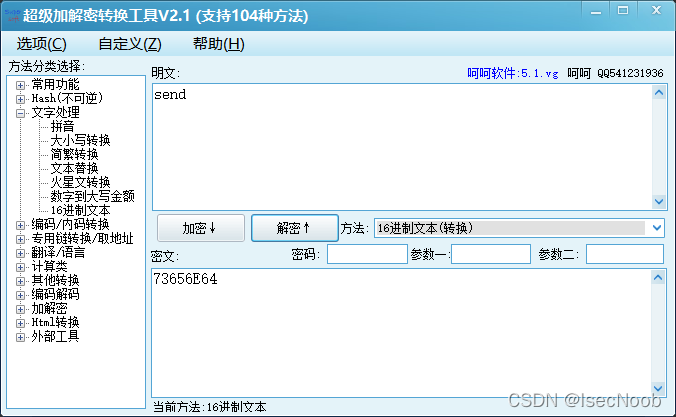 超级加解密转换工具V2.1 (支持104种方法)
选项(C) 自定义(Z) 帮助(H)
方法分类选择:
常用功能
Hash(不可逆)
文字处理
拼音
大小写转换
简繁转换
文本替换
火星文转换
数字到大写金额
16进制文本
编码/内码转换
专用链转换/取地址
翻译/语言
计算类
其他转换
编码解码
加解密
Html转换
外部工具
明文: 呵呵软件:5.1.vg 呵呵 QQ541231936
send
加密↓ 解密↑ 方法: 16进制文本(转换)
密文: 密码: 参数一: 参数二:
73656E64
当前方法:16进制文本
CSDN @IsecNoob